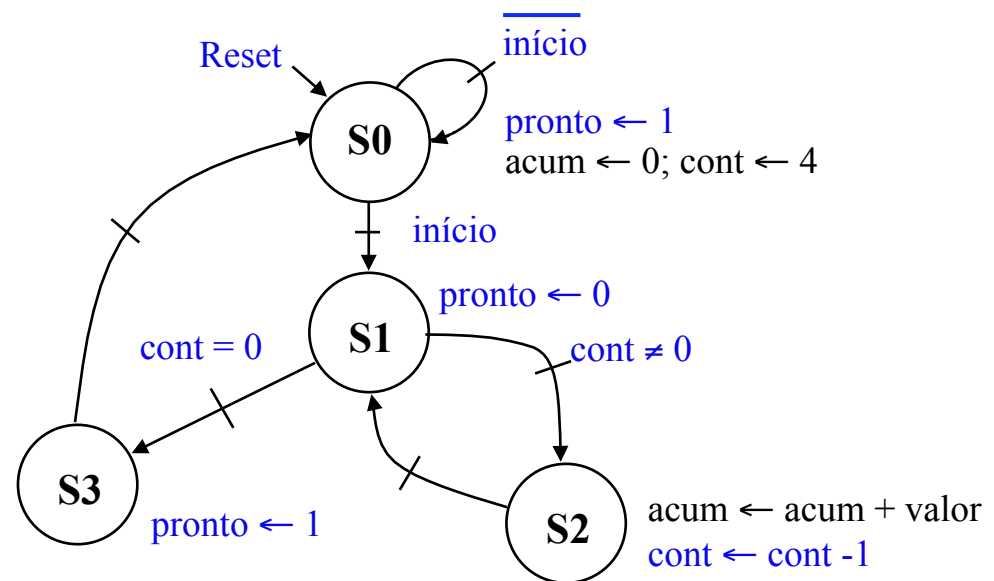 início
Reset
S0
pronto ← 1
acum ← 0; cont ← 4
início
pronto ← 0
S1
cont = 0
cont ≠ 0
S3
pronto ← 1
S2
acum ← acum + valor
cont ← cont -1